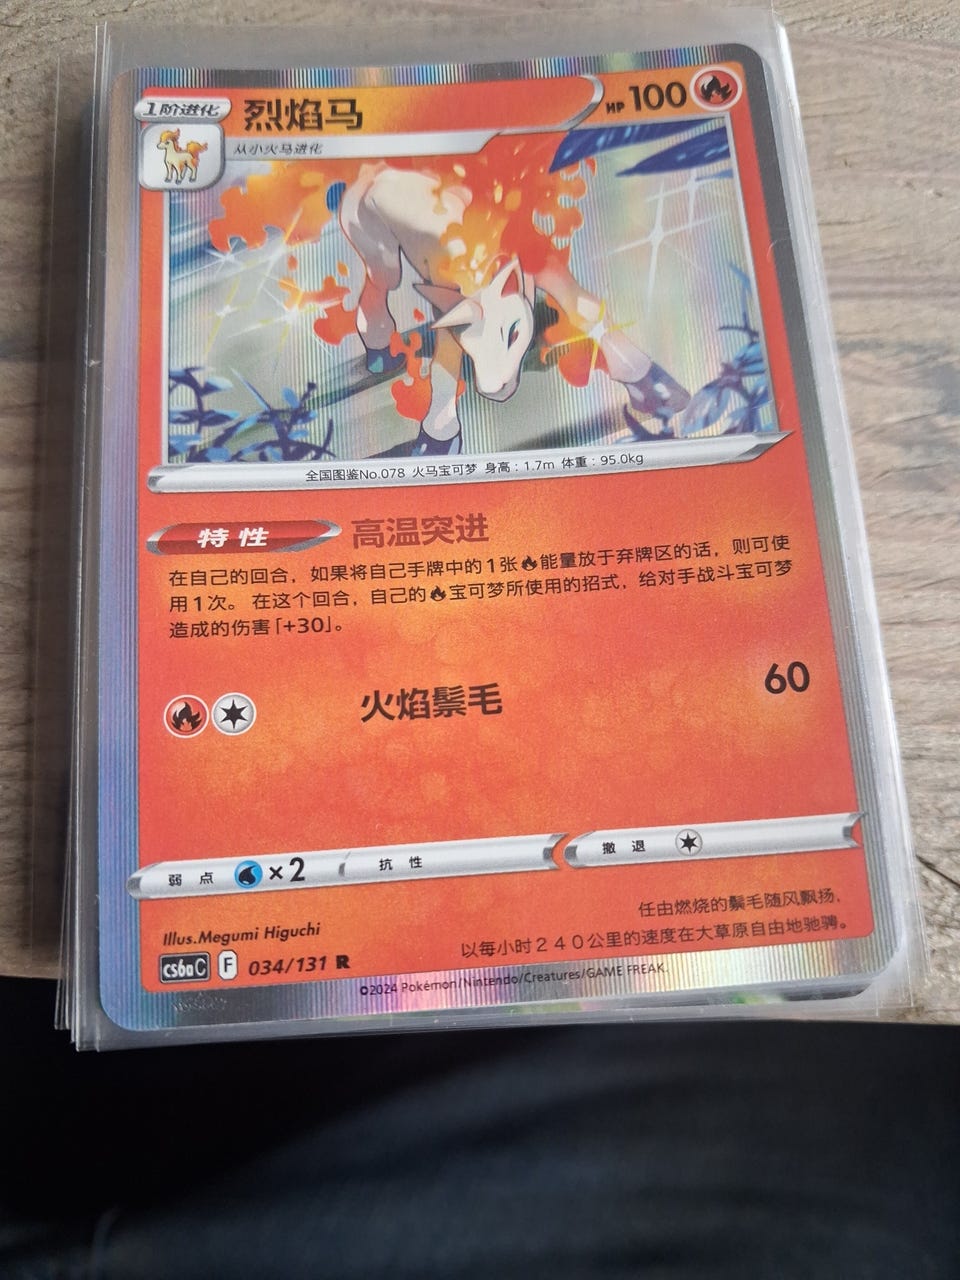 1阶进化
烈焰马
HP 100
从小火马进化
全国图鉴No.078 火马宝可梦 身高：1.7m 体重：95.0kg
特性 高温突进
在自己的回合，如果将自己手牌中的1张能量放于弃牌区的话，则可使
用1次。在这个回合，自己的宝可梦所使用的招式，给对手战斗宝可梦
造成的伤害「+30」。
火焰鬃毛 60
弱点 ×2 抗性 撤退
任由燃烧的鬃毛随风飘扬，
以每小时２４０公里的速度在大草原自由地驰骋。
Illus.Megumi Higuchi
cs6aC F 034/131 R
©2024 Pokémon/Nintendo/Creatures/GAME FREAK.